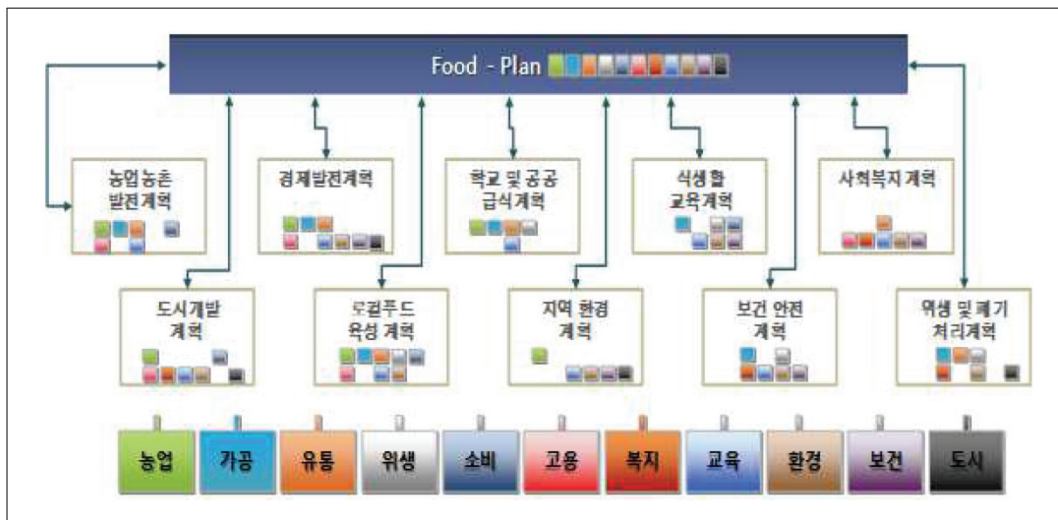 Food - Plan
농업농촌
발전계획
경제발전계획
학교 및 공공
급식계획
식생활
교육계획
사회복지 계획
도시개발
계획
로컬푸드
육성 계획
지역 환경
계획
보건 안전
계획
위생 및 폐기
처리계획
농업
가공
유통
위생
소비
고용
복지
교육
환경
보건
도시